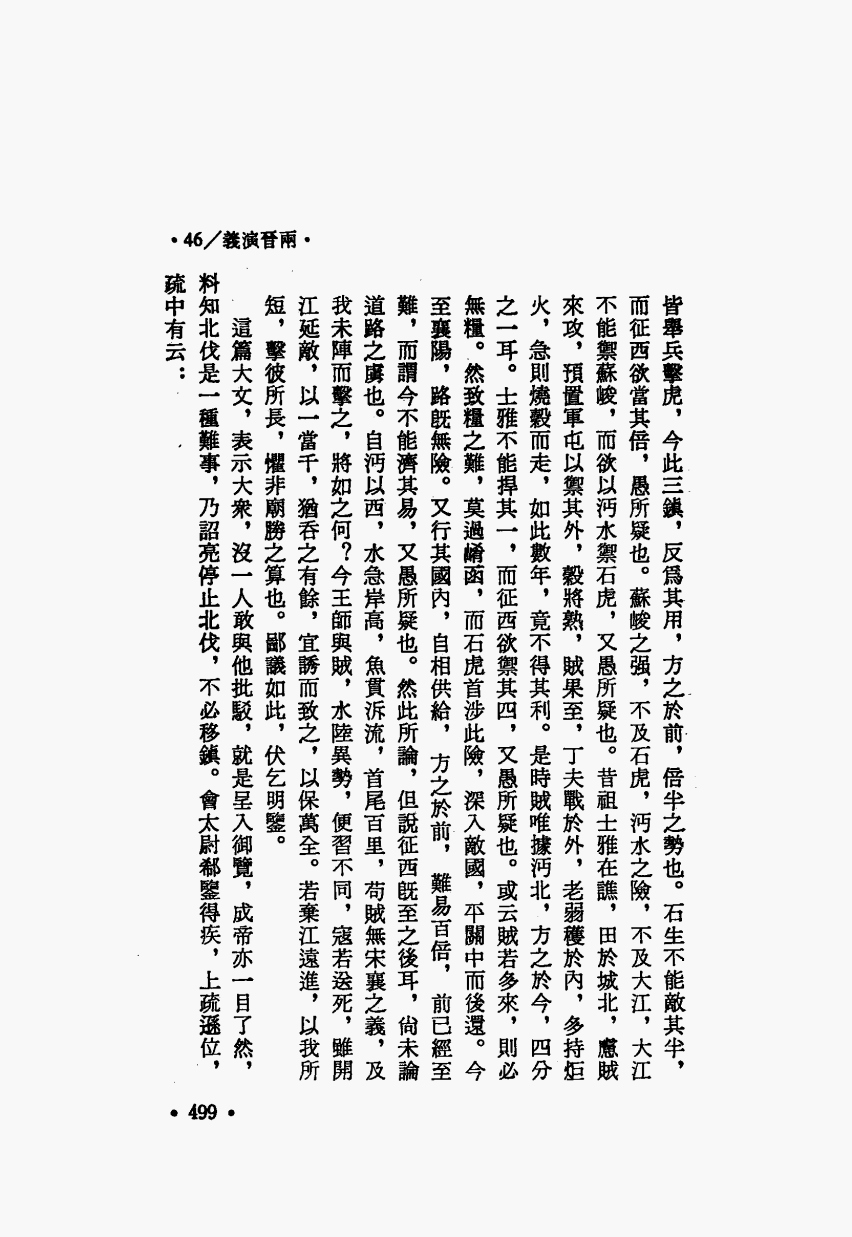 •46／義演晉兩•
皆舉兵擊虎，今此三鎮，反爲其用，方之於前，倍半之勢也。石生不能敵其半，
而征西欲當其倍，愚所疑也。蘇峻之强，不及石虎，沔水之險，不及大江，大江
不能禦蘇峻，而欲以沔水禦石虎，又愚所疑也。昔祖士雅在譙，田於城北，慮賊
來攻，預置軍屯以禦其外，穀將熟，賊果至，丁夫戰於外，老弱穫於內，多持炬
火，急則燒穀而走，如此數年，竟不得其利。是時賊唯據沔北，方之於今，四分
之一耳。士雅不能捍其一，而征西欲禦其四，又愚所疑也。或云賊若多來，則必
無糧。然致糧之難，莫過崤函，而石虎首涉此險，深入敵國，平關中而後還。今
至襄陽，路旣無險。又行其國內，自相供給，方之於前，難易百倍，前已經至
難，而謂今不能濟其易，又愚所疑也。然此所論，但說征西旣至之後耳，尙未論
道路之虞也。自沔以西，水急岸高，魚貫泝流，首尾百里，苟賊無宋襄之義，及
我未陣而擊之，將如之何？今王師與賊，水陸異勢，便習不同，寇若送死，雖開
江延敵，以一當千，猶吞之有餘，宜誘而致之，以保萬全。若棄江遠進，以我所
短，擊彼所長，懼非廟勝之算也。鄙議如此，伏乞明鑒。
這篇大文，表示大衆，沒一人敢與他批駁，就是呈入御覽，成帝亦一目了然，
料知北伐是一種難事，乃詔亮停止北伐，不必移鎮。會太尉郗鑒得疾，上疏遜位，
疏中有云：
•499•